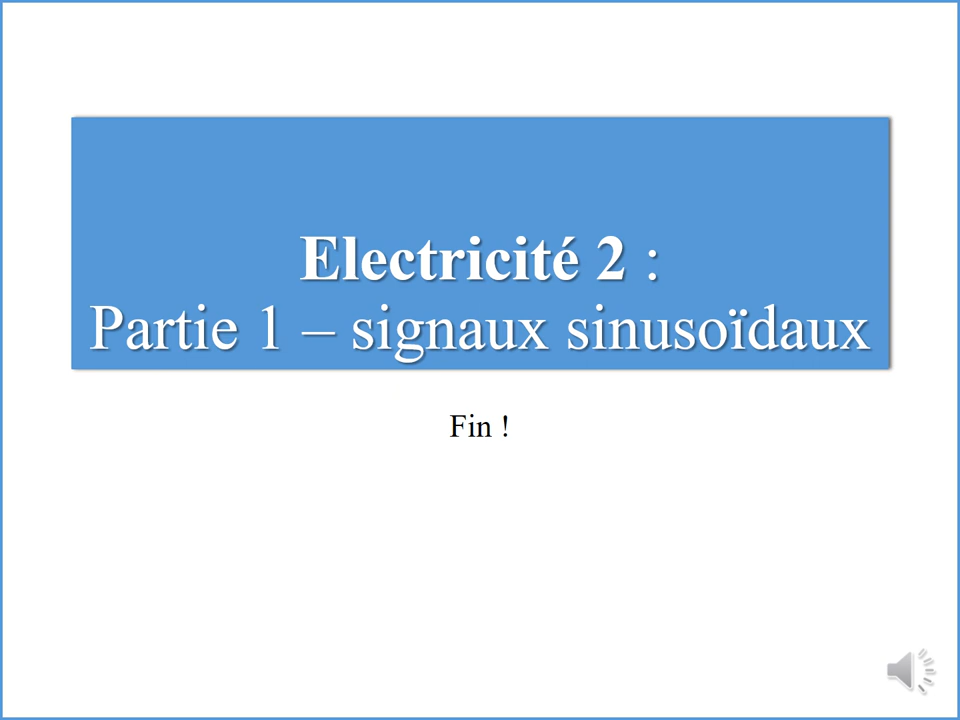 Electricité 2 :
Partie 1 – signaux sinusoïdaux
Fin !